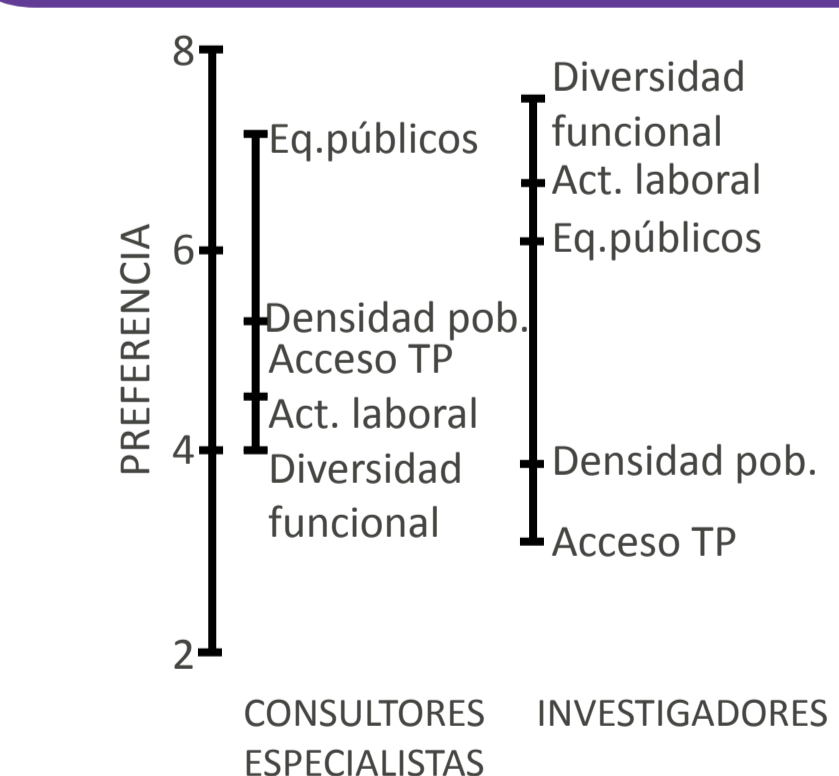 PREFERENCIA
8
6
4
2
Eq.públicos
Densidad pob.
Acceso TP
Act. laboral
Diversidad
funcional
CONSULTORES
ESPECIALISTAS
Diversidad
funcional
Act. laboral
Eq.públicos
Densidad pob.
Acceso TP
INVESTIGADORES